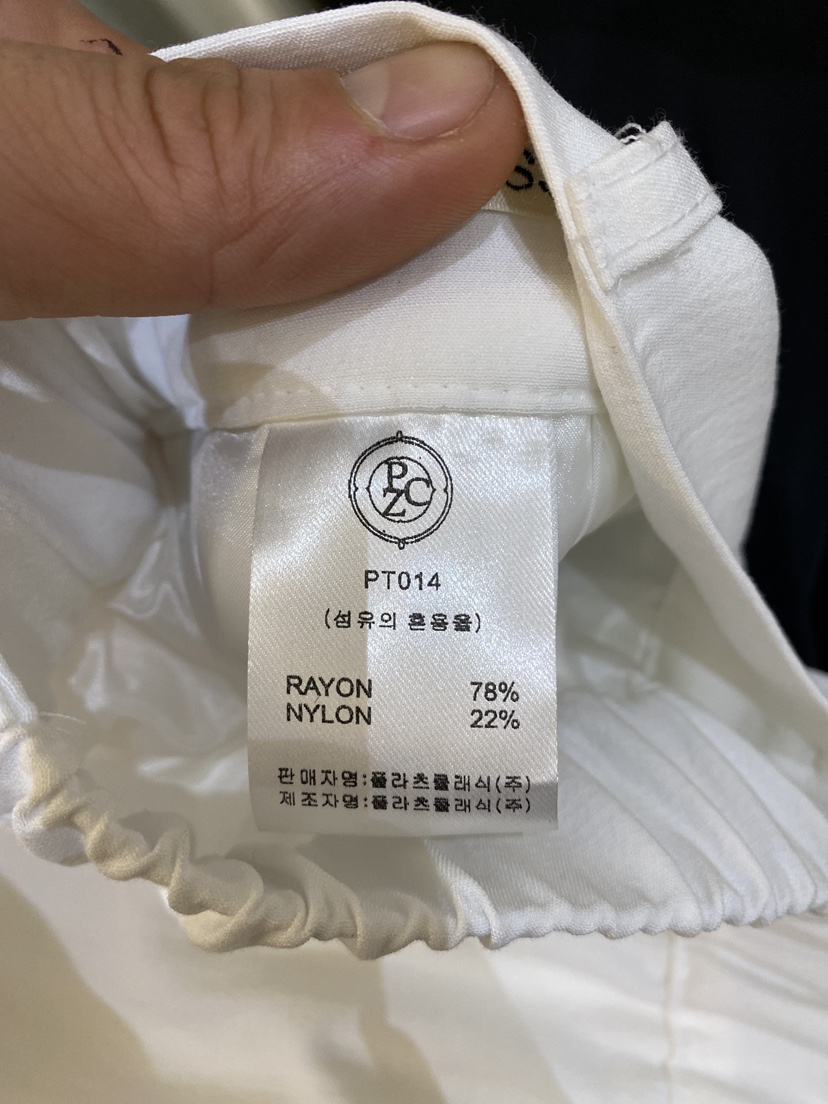 PZC
PT014
(섬유의 혼용율)
RAYON 78%
NYLON 22%
판매자명:플라츠클래식(주)
제조자명:플라츠클래식(주)